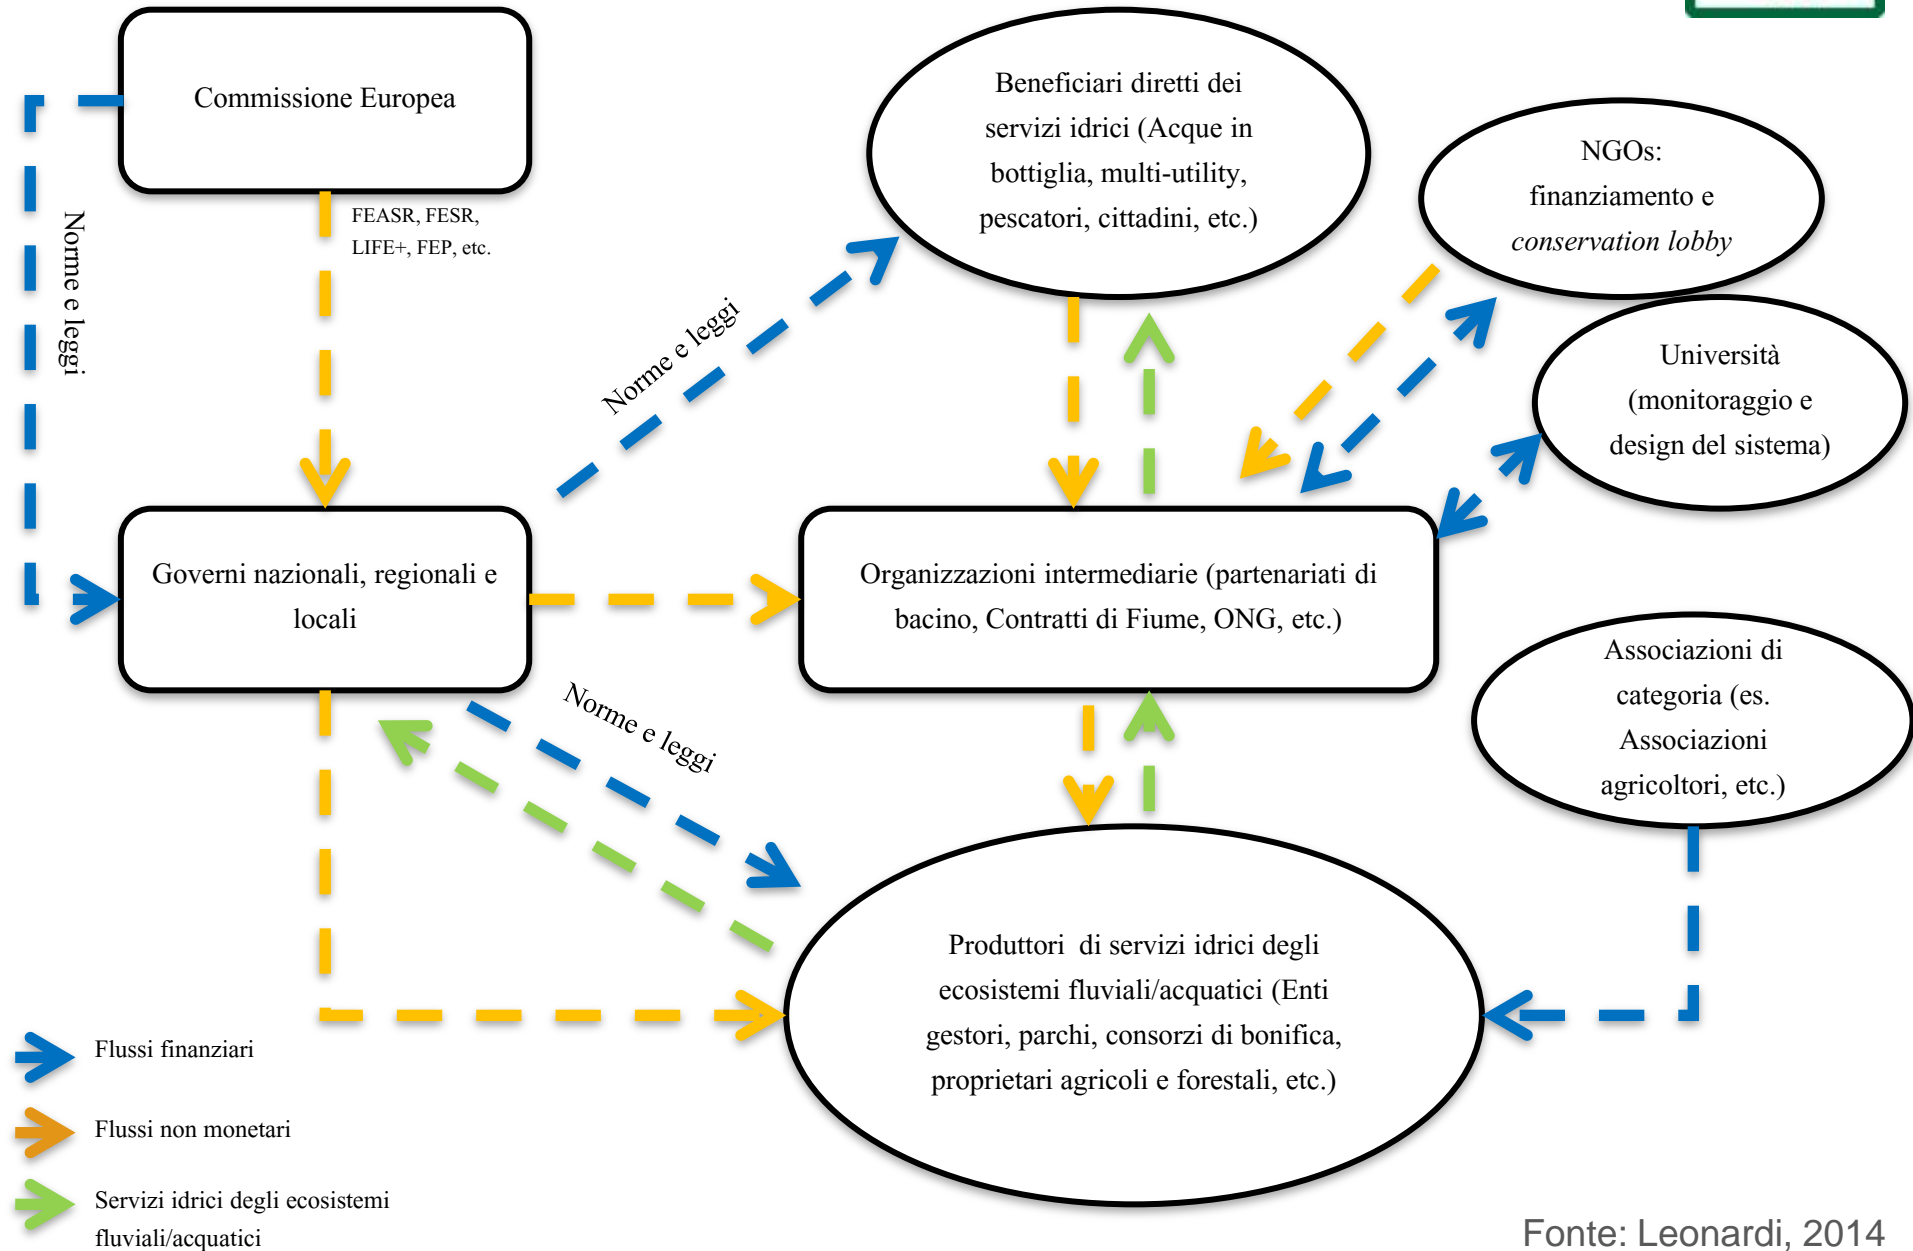 Commissione Europea
Beneficiari diretti dei
servizi idrici (Acque in
bottiglia, multi-utility,
pescatori, cittadini, etc.)
NGOs:
finanziamento e
conservation lobby
FEASR, FESR,
LIFE+, FEP, etc.
Norme e leggi
Norme e leggi
Università
(monitoraggio e
design del sistema)
Governi nazionali, regionali e
locali
Organizzazioni intermediarie (partenariati di
bacino, Contratti di Fiume, ONG, etc.)
Norme e leggi
Associazioni di
categoria (es.
Associazioni
agricoltori, etc.)
Produttori di servizi idrici degli
ecosistemi fluviali/acquatici (Enti
gestori, parchi, consorzi di bonifica,
proprietari agricoli e forestali, etc.)
Flussi finanziari
Flussi non monetari
Servizi idrici degli ecosistemi
fluviali/acquatici
Fonte: Leonardi, 2014